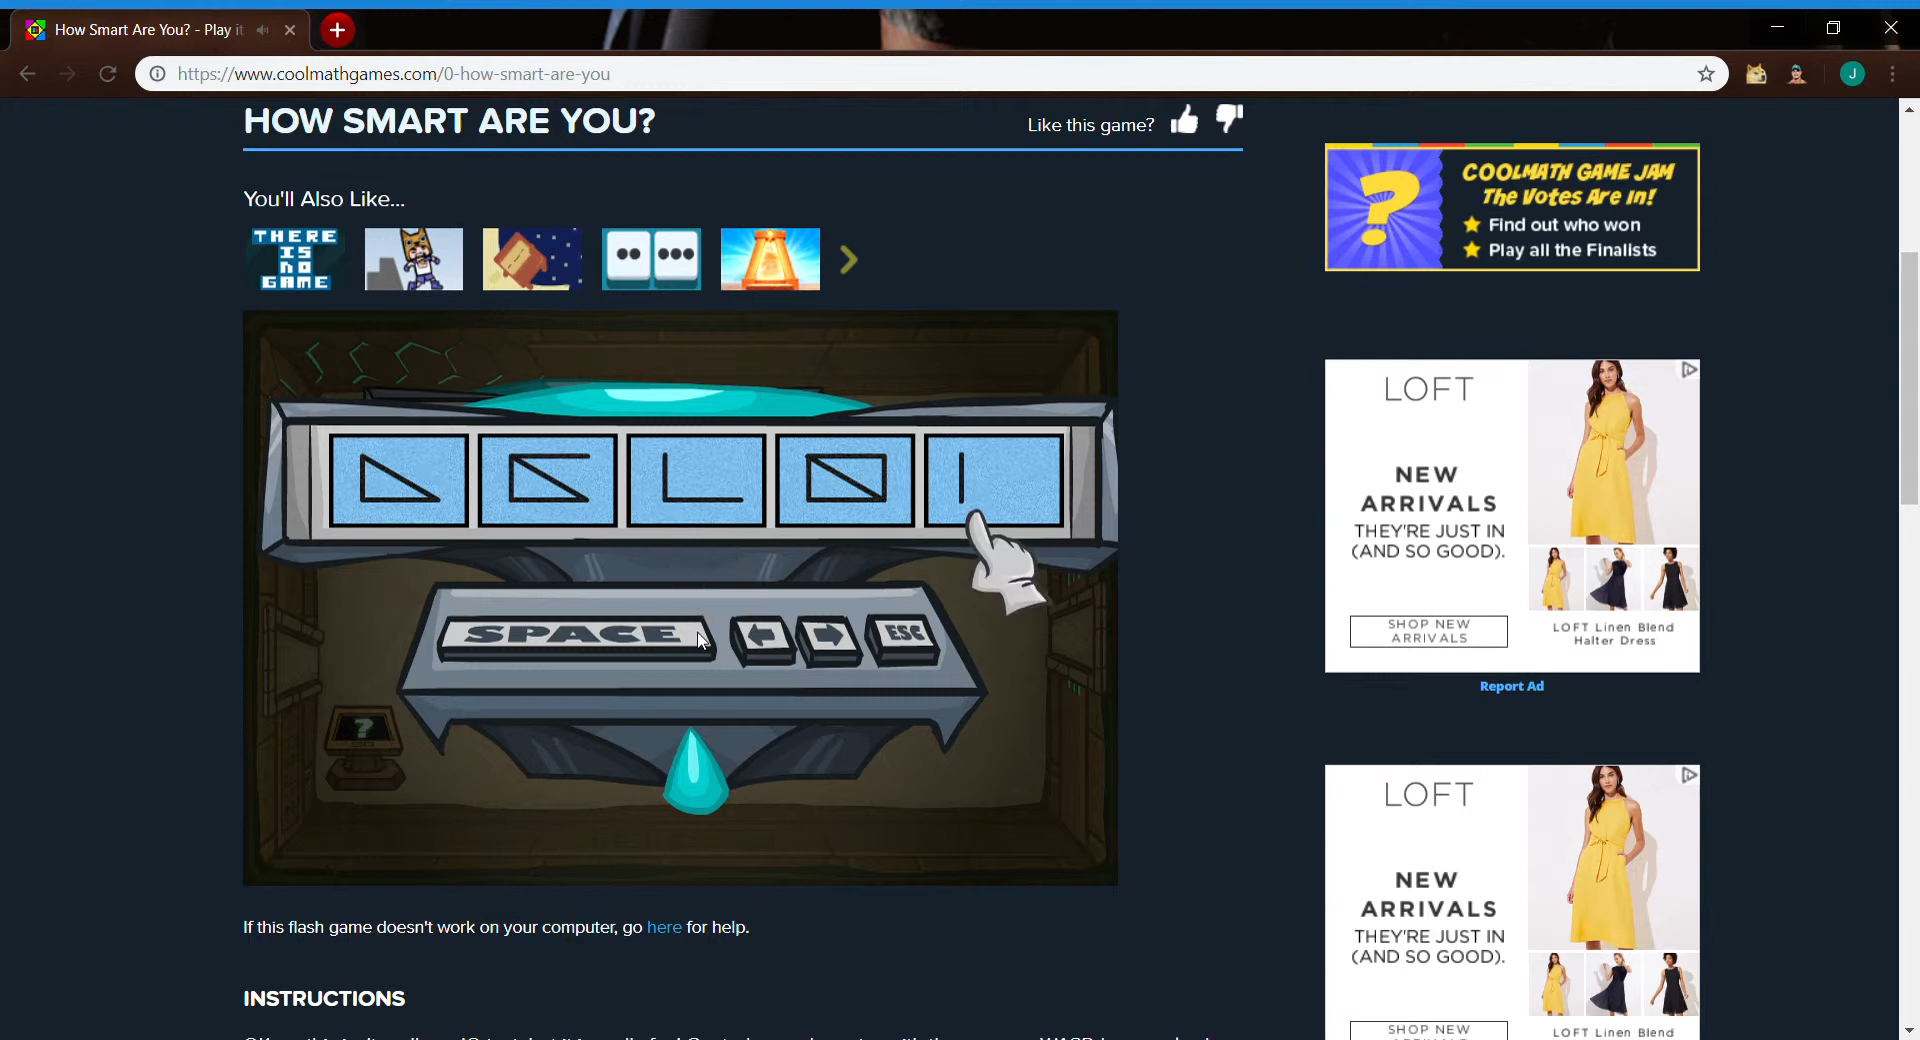 How Smart Are You? - Play it
https://www.coolmathgames.com/0-how-smart-are-you
J
HOW SMART ARE YOU?
Like this game?
You'll Also Like...
THERE
IS
NO
GAME
COOLMATH GAME JAM
The Votes Are In!
Find out who won
Play all the Finalists
SPACE
ESC
?
LOFT
NEW
ARRIVALS
THEY'RE JUST IN
(AND SO GOOD).
SHOP NEW
ARRIVALS
LOFT Linen Blend
Halter Dress
Report Ad
LOFT
NEW
ARRIVALS
THEY'RE JUST IN
(AND SO GOOD).
SHOP NEW
LOFT Linen Blend
If this flash game doesn't work on your computer, go here for help.
INSTRUCTIONS